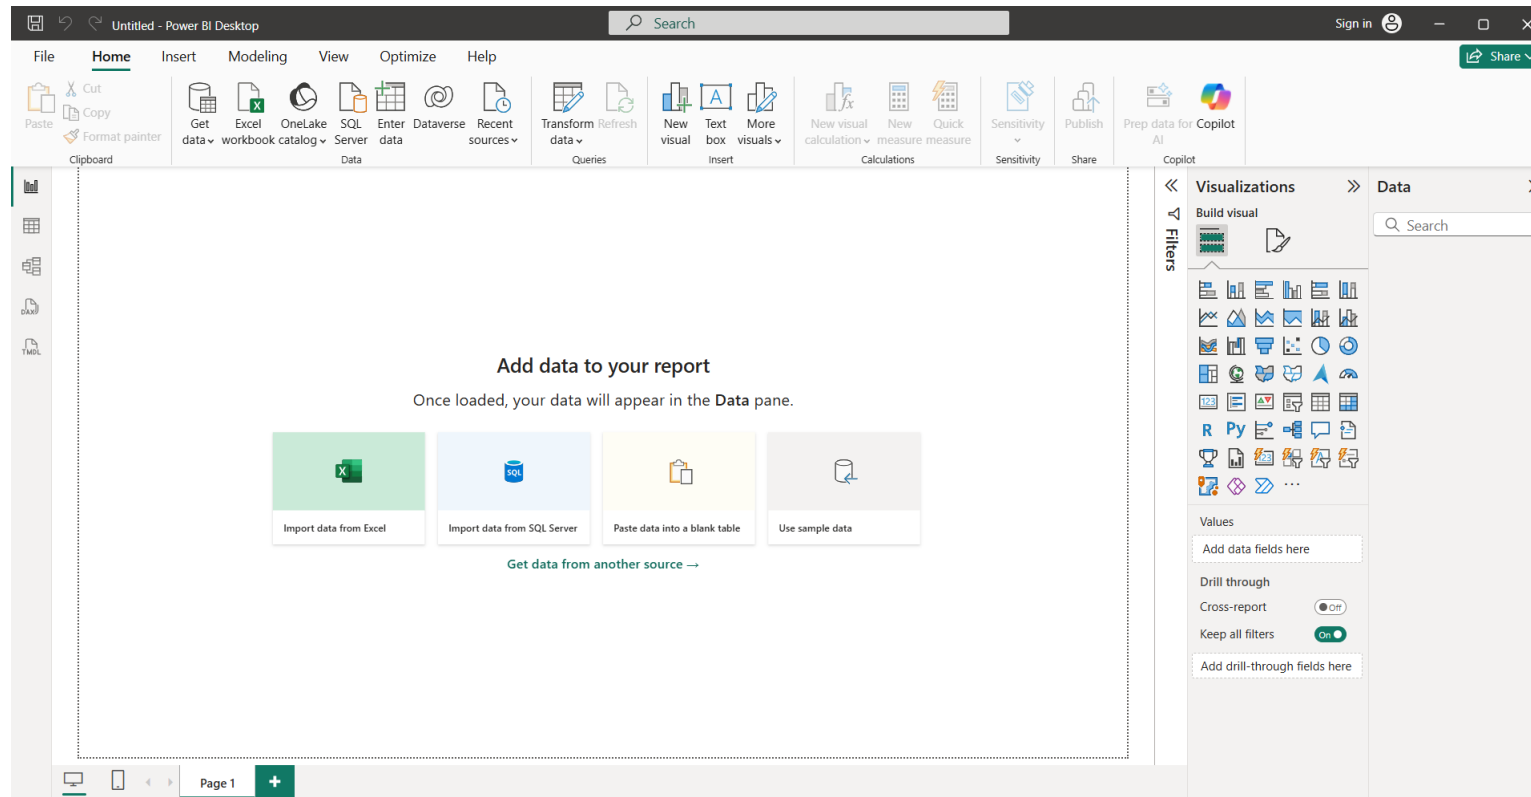 Untitled - Power BI Desktop
Search
Sign in
File Home Insert Modeling View Optimize Help
Share
Paste
Cut
Copy
Format painter
Clipboard
Get data
Excel workbook
OneLake catalog
SQL Server
Enter data
Dataverse
Recent sources
Data
Transform data
Refresh
Queries
New visual
Text box
More visuals
Insert
New visual calculation
New measure
Quick measure
Calculations
Sensitivity
Sensitivity
Publish
Share
Prep data for AI
Copilot
Copilot
DAX
TMDL
Add data to your report
Once loaded, your data will appear in the Data pane.
SQL
Import data from Excel
Import data from SQL Server
Paste data into a blank table
Use sample data
Get data from another source →
Filters
Visualizations
Build visual
123
R Py
123
Values
Add data fields here
Drill through
Cross-report
Off
Keep all filters
On
Add drill-through fields here
Data
Search
Page 1